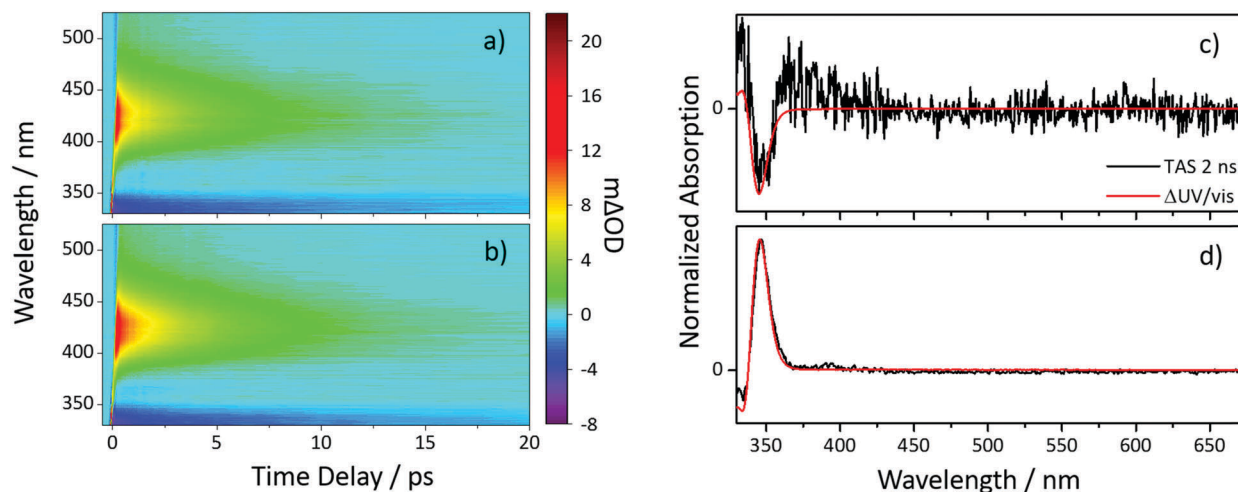 500
450
400
350
a)
500
450
400
350
b)
0
5
10
15
20
Wavelength / nm
Time Delay / ps
20
16
12
8
4
0
-4
-8
mΔOD
c)
0
TAS 2 ns
ΔUV/vis
d)
0
350
400
450
500
550
600
650
Normalized Absorption
Wavelength / nm